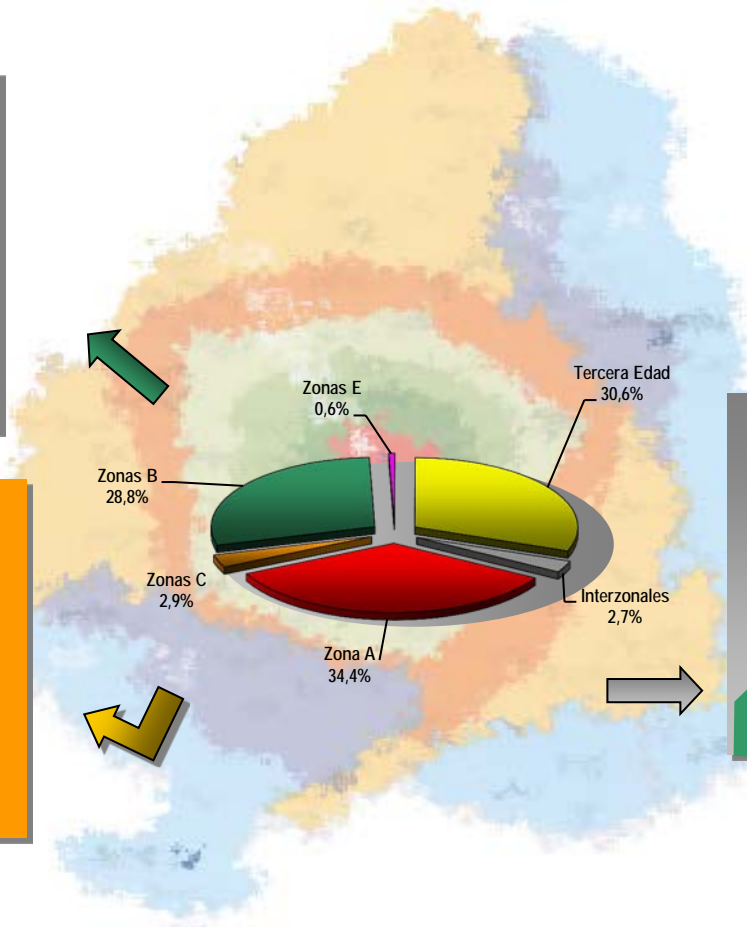 Zonas E
0,6%
Tercera Edad
30,6%
Zonas B
28,8%
Zonas C
2,9%
Interzonales
2,7%
Zona A
34,4%